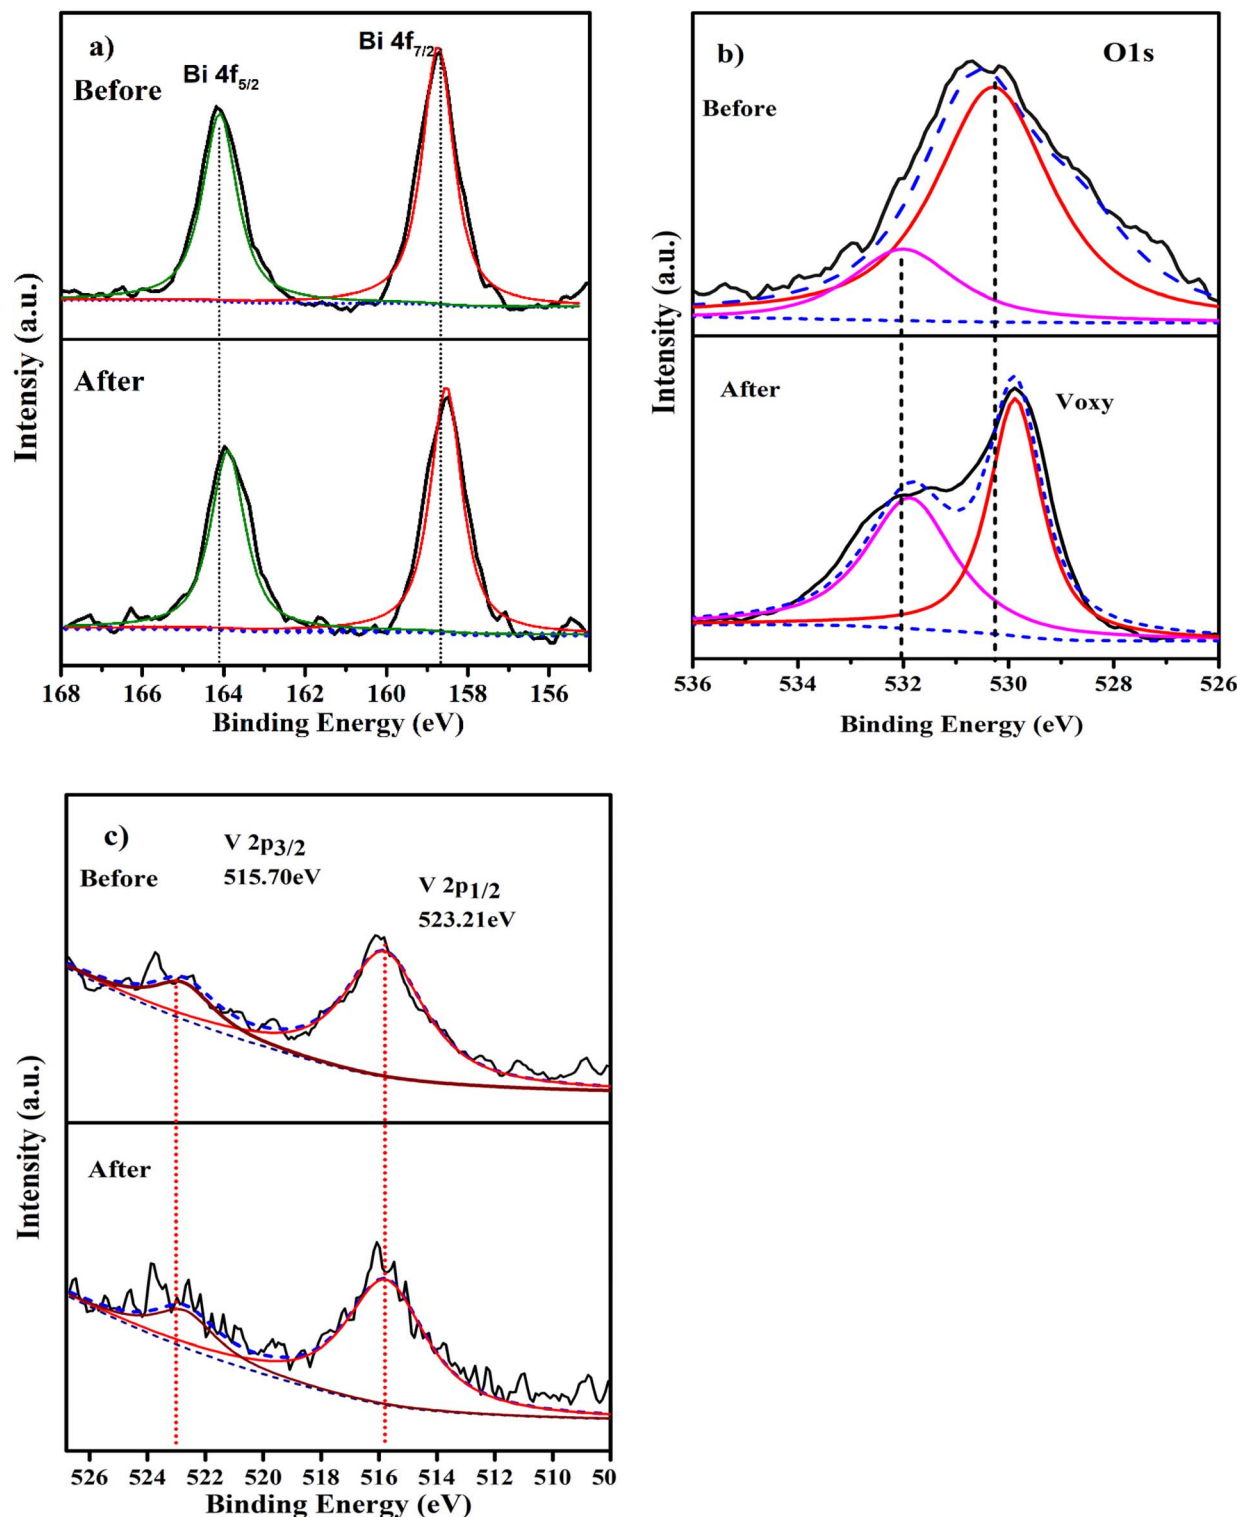 a)
Bi 4f7/2
Bi 4f5/2
Before
After
Intensiy (a.u.)
168 166 164 162 160 158 156
Binding Energy (eV)
b)
O1s
Before
After
Voxy
Intensity (a.u.)
536 534 532 530 528 526
Binding Energy (eV)
c)
V 2p3/2
515.70eV
Before
V 2p1/2
523.21eV
After
Intensity (a.u.)
526 524 522 520 518 516 514 512 510 50
Binding Energy (eV)